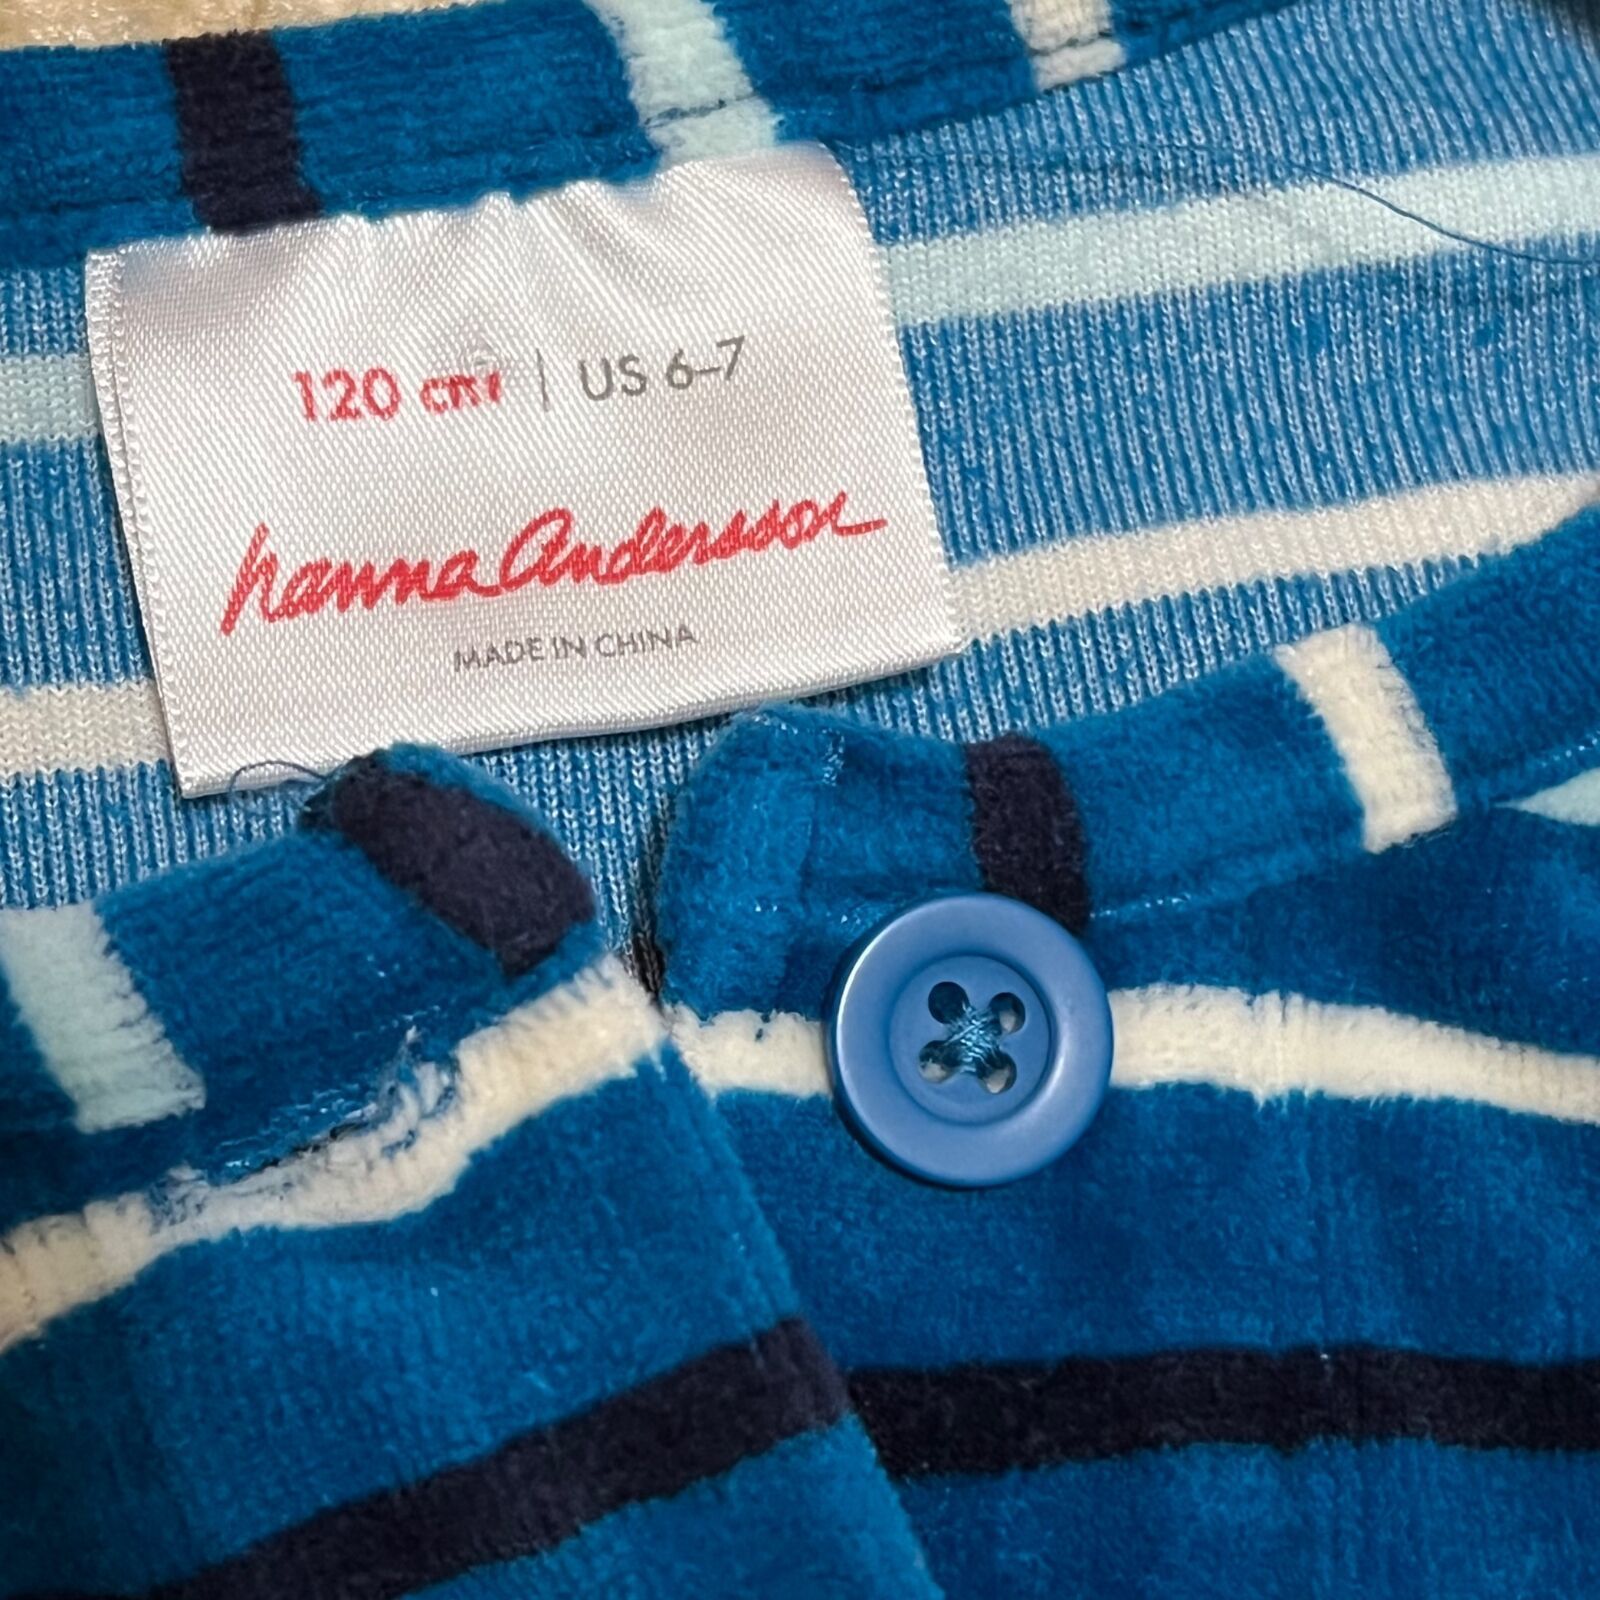 120 cm | US 6–7
hanna Andersson
MADE IN CHINA